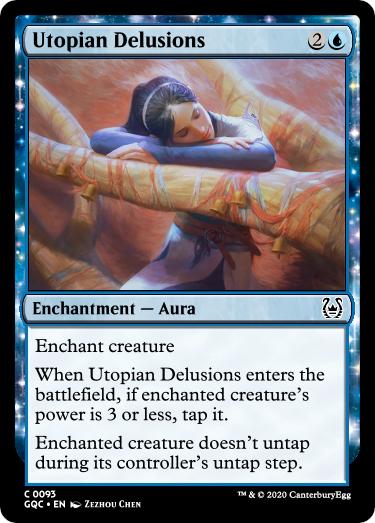 Utopian Delusions 2
Enchantment — Aura
Enchant creature
When Utopian Delusions enters the
battlefield, if enchanted creature's
power is 3 or less, tap it.
Enchanted creature doesn't untap
during its controller's untap step.
C 0093
GQC • EN Zezhou Chen
™ & © 2020 CanterburyEgg